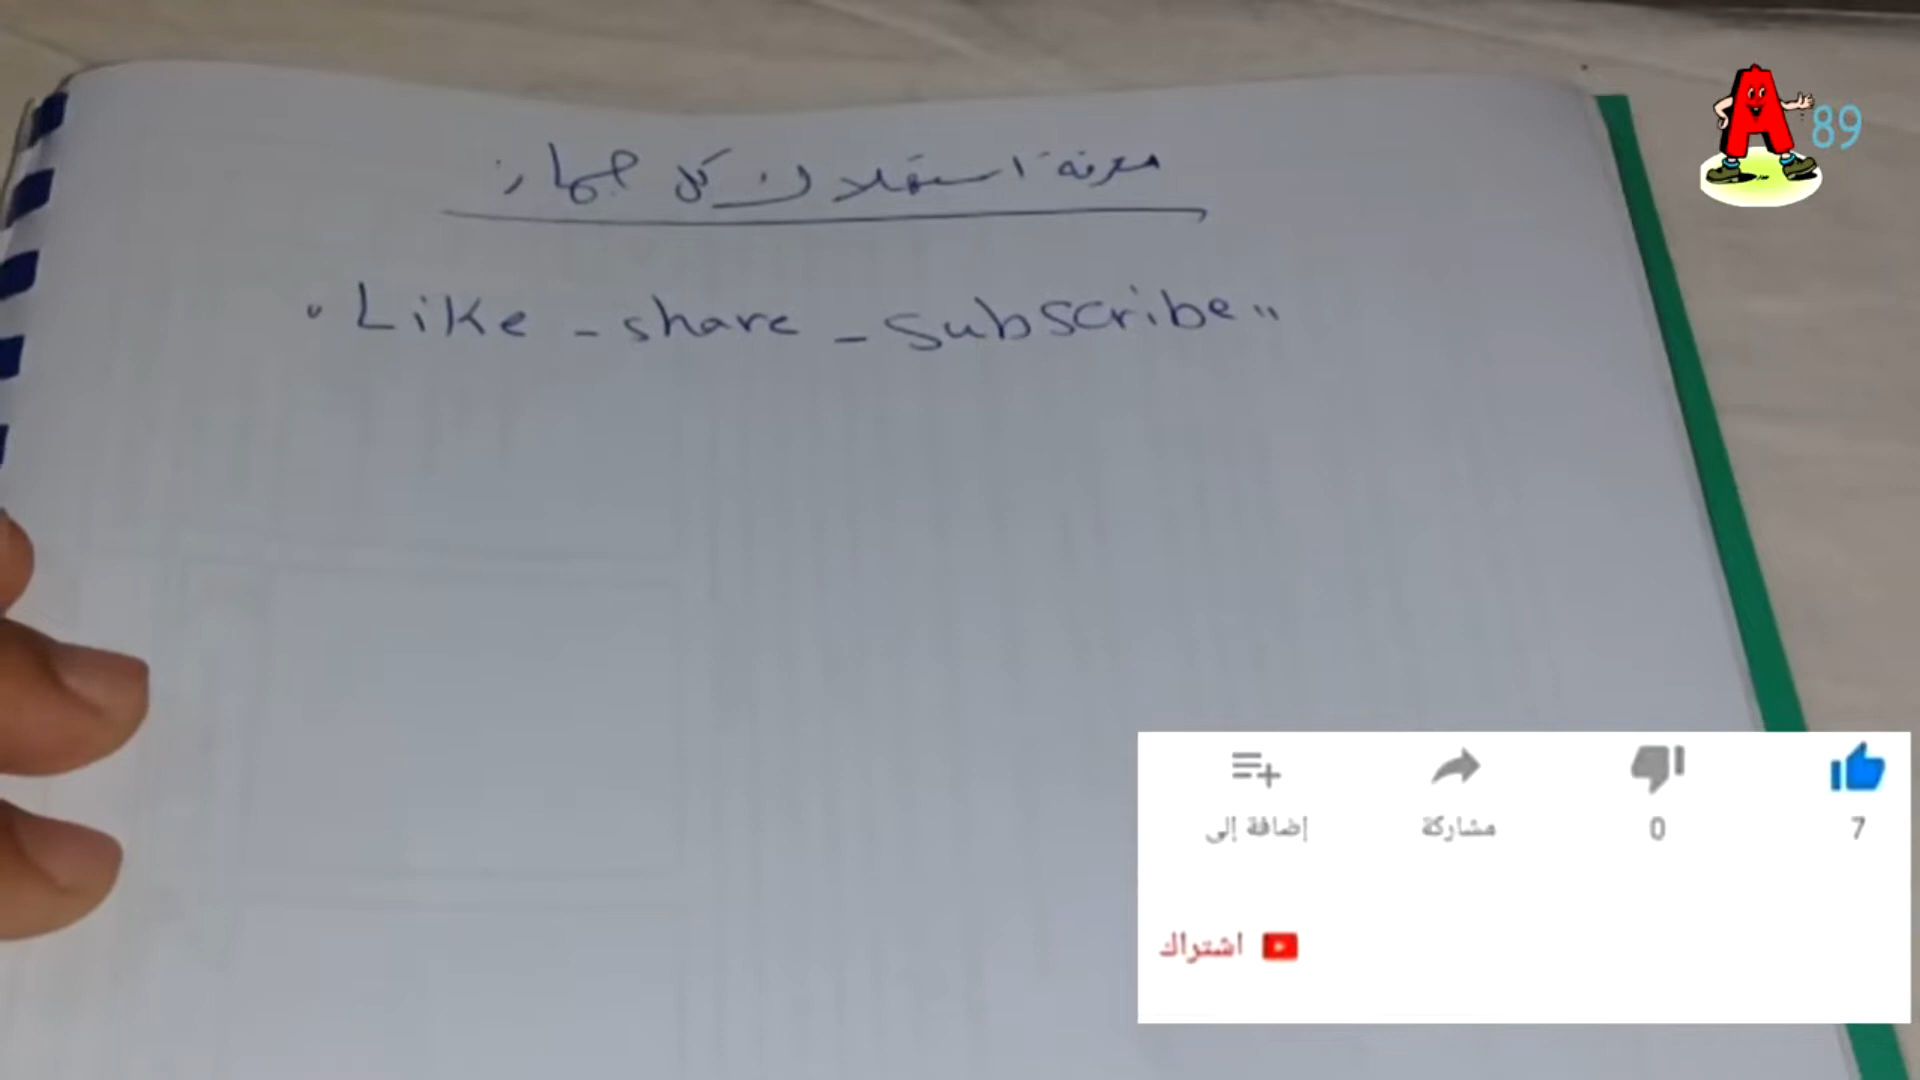 معرفة استهلاك كل جهاز
" Like - share - Subscribe "
A 89
إضافة إلى
مشاركة
0
7
اشتراك